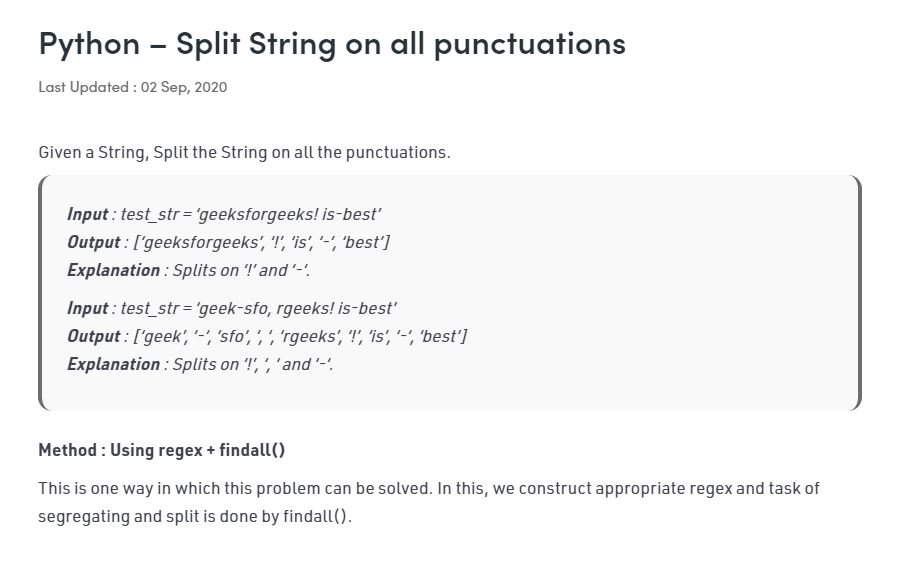 Python – Split String on all punctuations
Last Updated : 02 Sep, 2020
Given a String, Split the String on all the punctuations.
Input : test_str = ‘geeksforgeeks! is-best’
Output : [‘geeksforgeeks’, ‘!’, ‘is’, ‘-‘, ‘best’]
Explanation : Splits on ‘!’ and ‘-‘.
Input : test_str = ‘geek-sfo, rgeeks! is-best’
Output : [‘geek’, ‘-‘, ‘sfo’, ‘, ‘, ‘rgeeks’, ‘!’, ‘is’, ‘-‘, ‘best’]
Explanation : Splits on ‘!’, ‘, ‘ and ‘-‘.
Method : Using regex + findall()
This is one way in which this problem can be solved. In this, we construct appropriate regex and task of
segregating and split is done by findall().